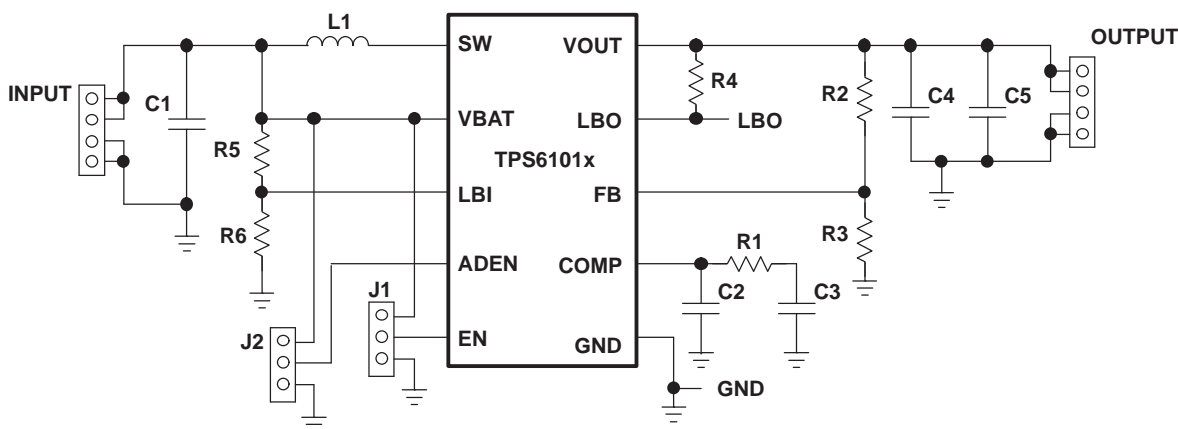 L1
SW
VOUT
OUTPUT
INPUT
C1
R4
R2
C4
C5
VBAT
LBO
LBO
R5
TPS6101x
LBI
FB
R6
R3
R1
ADEN
COMP
J1
C2
C3
J2
EN
GND
GND